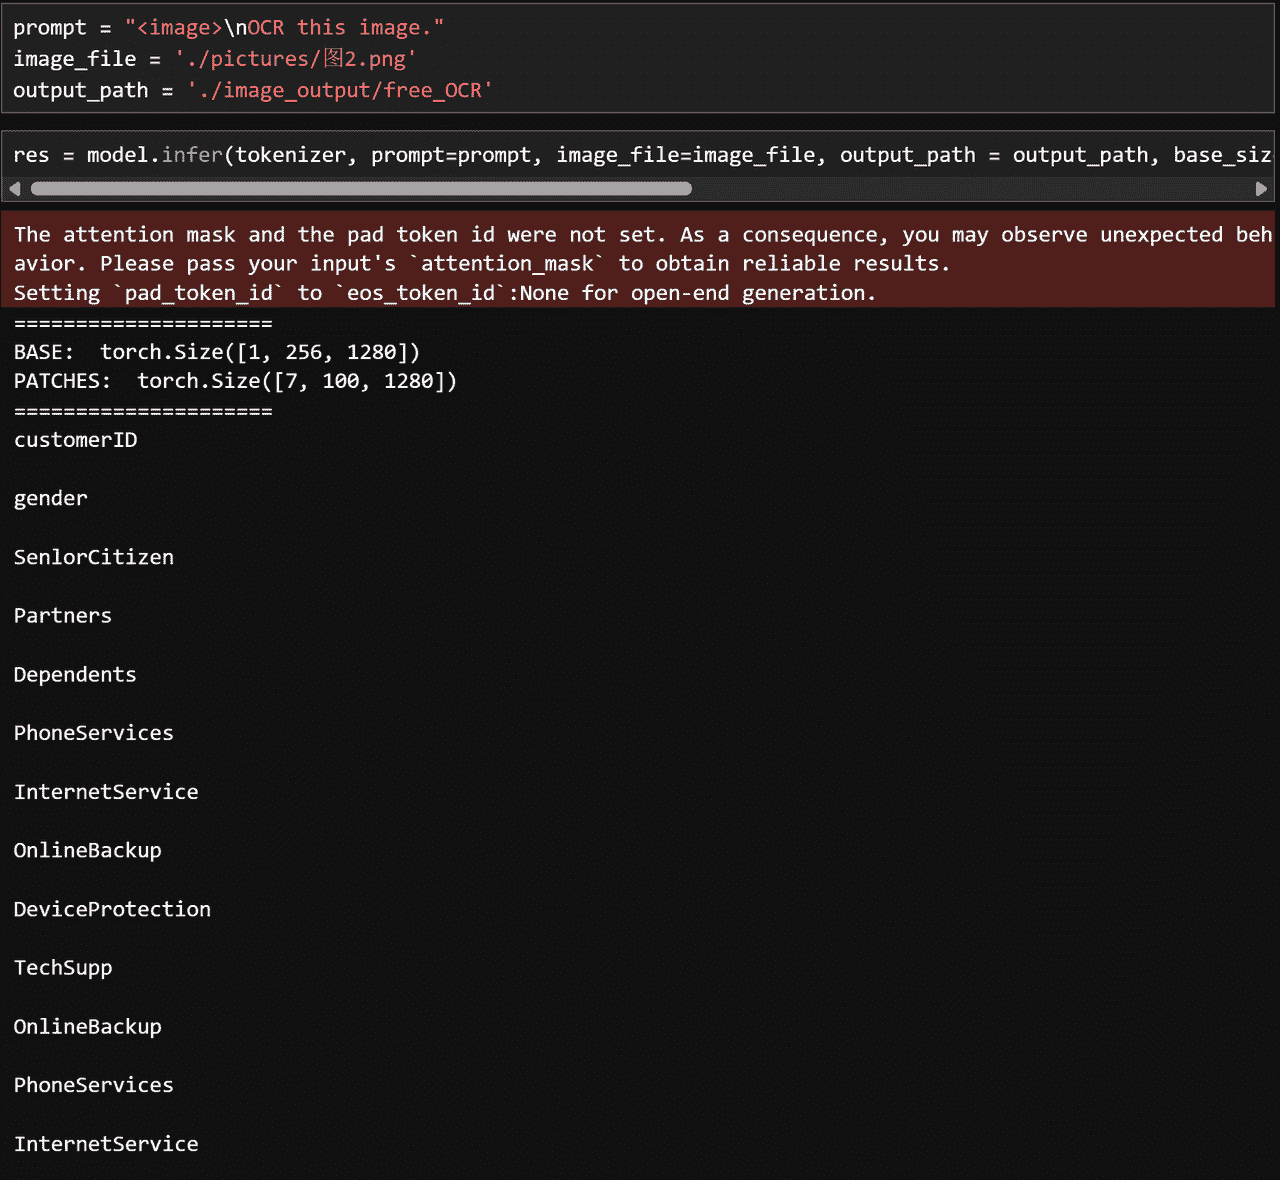 prompt = "<image>\nOCR this image."
image_file = './pictures/图2.png'
output_path = './image_output/free_OCR'
res = model.infer(tokenizer, prompt=prompt, image_file=image_file, output_path = output_path, base_siz
The attention mask and the pad token id were not set. As a consequence, you may observe unexpected beh
avior. Please pass your input's `attention_mask` to obtain reliable results.
Setting `pad_token_id` to `eos_token_id`:None for open-end generation.
=====================
BASE:  torch.Size([1, 256, 1280])
PATCHES:  torch.Size([7, 100, 1280])
=====================
customerID
gender
SenlorCitizen
Partners
Dependents
PhoneServices
InternetService
OnlineBackup
DeviceProtection
TechSupp
OnlineBackup
PhoneServices
InternetService